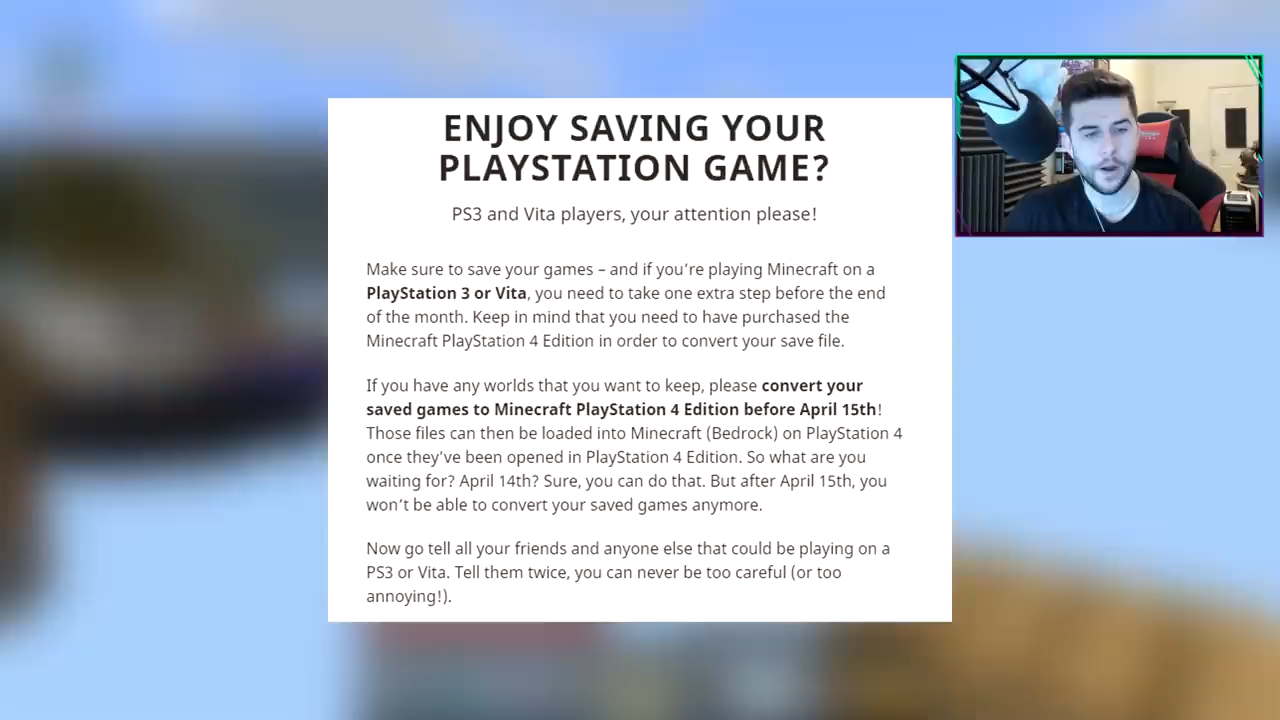 ENJOY SAVING YOUR
PLAYSTATION GAME?
PS3 and Vita players, your attention please!
Make sure to save your games – and if you’re playing Minecraft on a
PlayStation 3 or Vita, you need to take one extra step before the end
of the month. Keep in mind that you need to have purchased the
Minecraft PlayStation 4 Edition in order to convert your save file.
If you have any worlds that you want to keep, please convert your
saved games to Minecraft PlayStation 4 Edition before April 15th!
Those files can then be loaded into Minecraft (Bedrock) on PlayStation 4
once they’ve been opened in PlayStation 4 Edition. So what are you
waiting for? April 14th? Sure, you can do that. But after April 15th, you
won’t be able to convert your saved games anymore.
Now go tell all your friends and anyone else that could be playing on a
PS3 or Vita. Tell them twice, you can never be too careful (or too
annoying!).